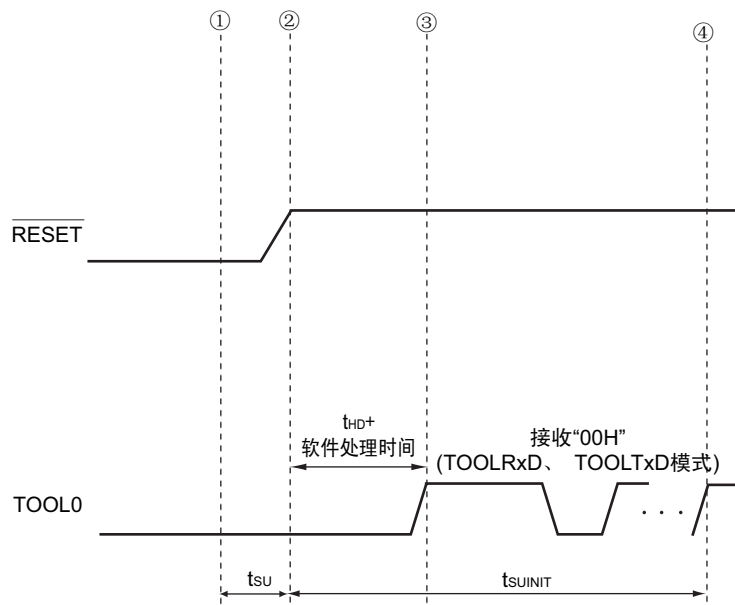 ① ② ③ ④
RESET
tHD+
软件处理时间
接收“00H”
(TOOLRxD、 TOOLTxD模式)
TOOL0
· · ·
tSU
tSUINIT